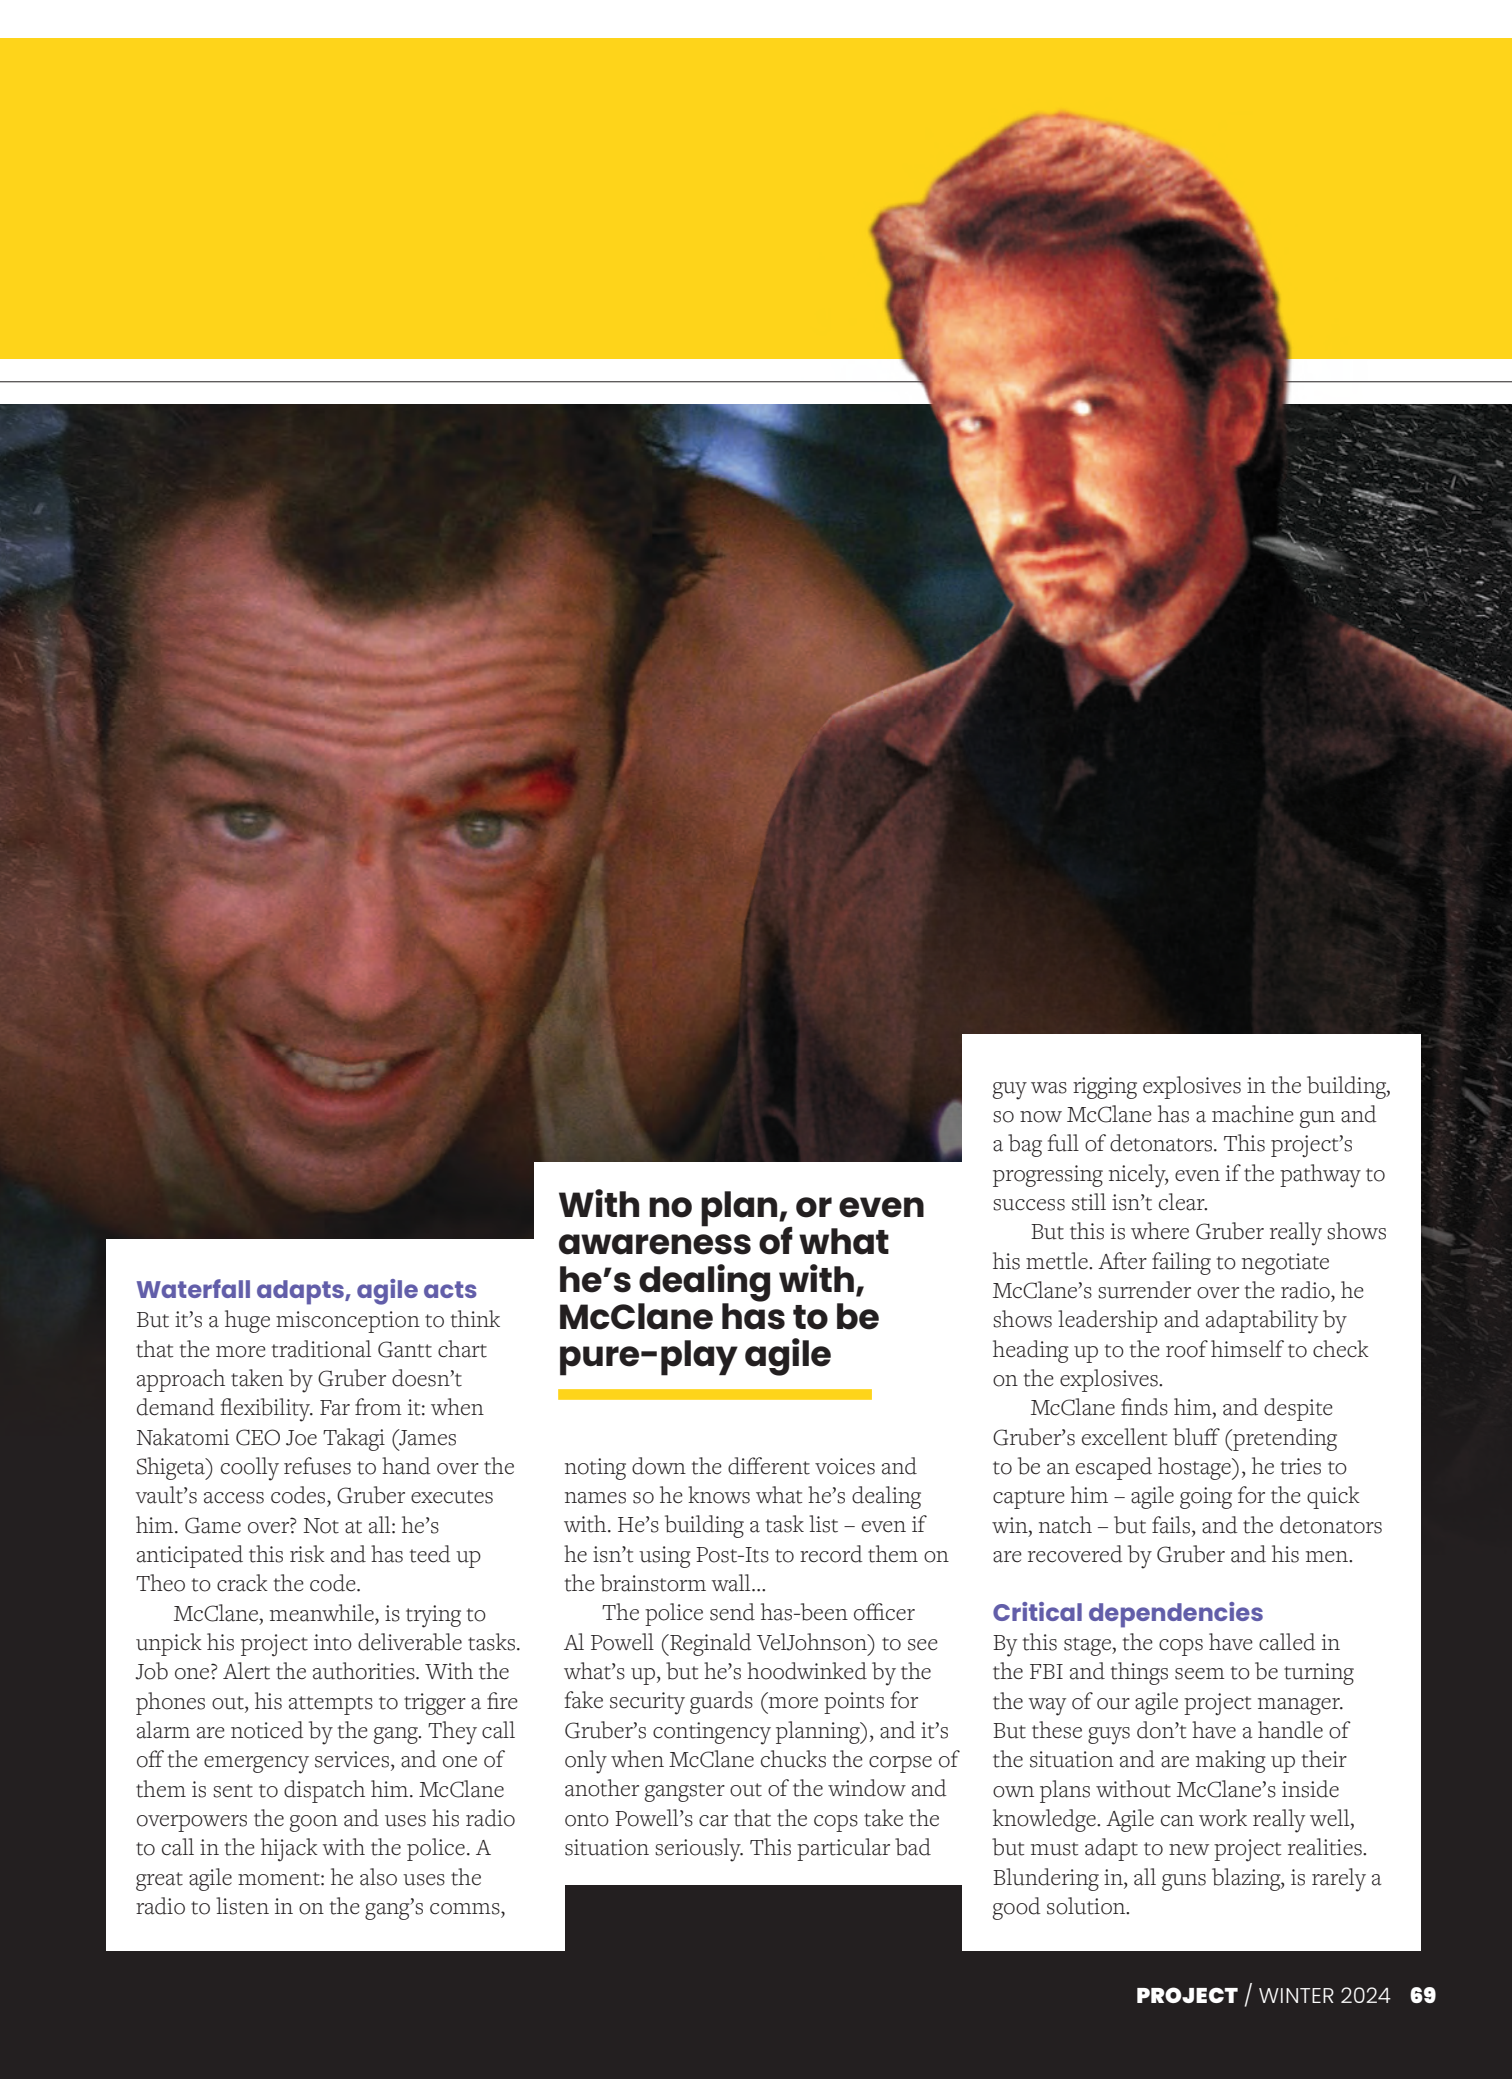 Waterfall adapts, agile acts
But it’s a huge misconception to think
that the more traditional Gantt chart
approach taken by Gruber doesn’t
demand flexibility. Far from it: when
Nakatomi CEO Joe Takagi (James
Shigeta) coolly refuses to hand over the
vault’s access codes, Gruber executes
him. Game over? Not at all: he’s
anticipated this risk and has teed up
Theo to crack the code.
McClane, meanwhile, is trying to
unpick his project into deliverable tasks.
Job one? Alert the authorities. With the
phones out, his attempts to trigger a fire
alarm are noticed by the gang. They call
off the emergency services, and one of
them is sent to dispatch him. McClane
overpowers the goon and uses his radio
to call in the hijack with the police. A
great agile moment: he also uses the
radio to listen in on the gang’s comms,
With no plan, or even
awareness of what
he’s dealing with,
McClane has to be
pure-play agile
noting down the different voices and
names so he knows what he’s dealing
with. He’s building a task list – even if
he isn’t using Post-Its to record them on
the brainstorm wall...
The police send has-been officer
Al Powell (Reginald VelJohnson) to see
what’s up, but he’s hoodwinked by the
fake security guards (more points for
Gruber’s contingency planning), and it’s
only when McClane chucks the corpse of
another gangster out of the window and
onto Powell’s car that the cops take the
situation seriously. This particular bad
guy was rigging explosives in the building,
so now McClane has a machine gun and
a bag full of detonators. This project’s
progressing nicely, even if the pathway to
success still isn’t clear.
But this is where Gruber really shows
his mettle. After failing to negotiate
McClane’s surrender over the radio, he
shows leadership and adaptability by
heading up to the roof himself to check
on the explosives.
McClane finds him, and despite
Gruber’s excellent bluff (pretending
to be an escaped hostage), he tries to
capture him – agile going for the quick
win, natch – but fails, and the detonators
are recovered by Gruber and his men.
Critical dependencies
By this stage, the cops have called in
the FBI and things seem to be turning
the way of our agile project manager.
But these guys don’t have a handle of
the situation and are making up their
own plans without McClane’s inside
knowledge. Agile can work really well,
but must adapt to new project realities.
Blundering in, all guns blazing, is rarely a
good solution.
PROJECT / WINTER 2024 69